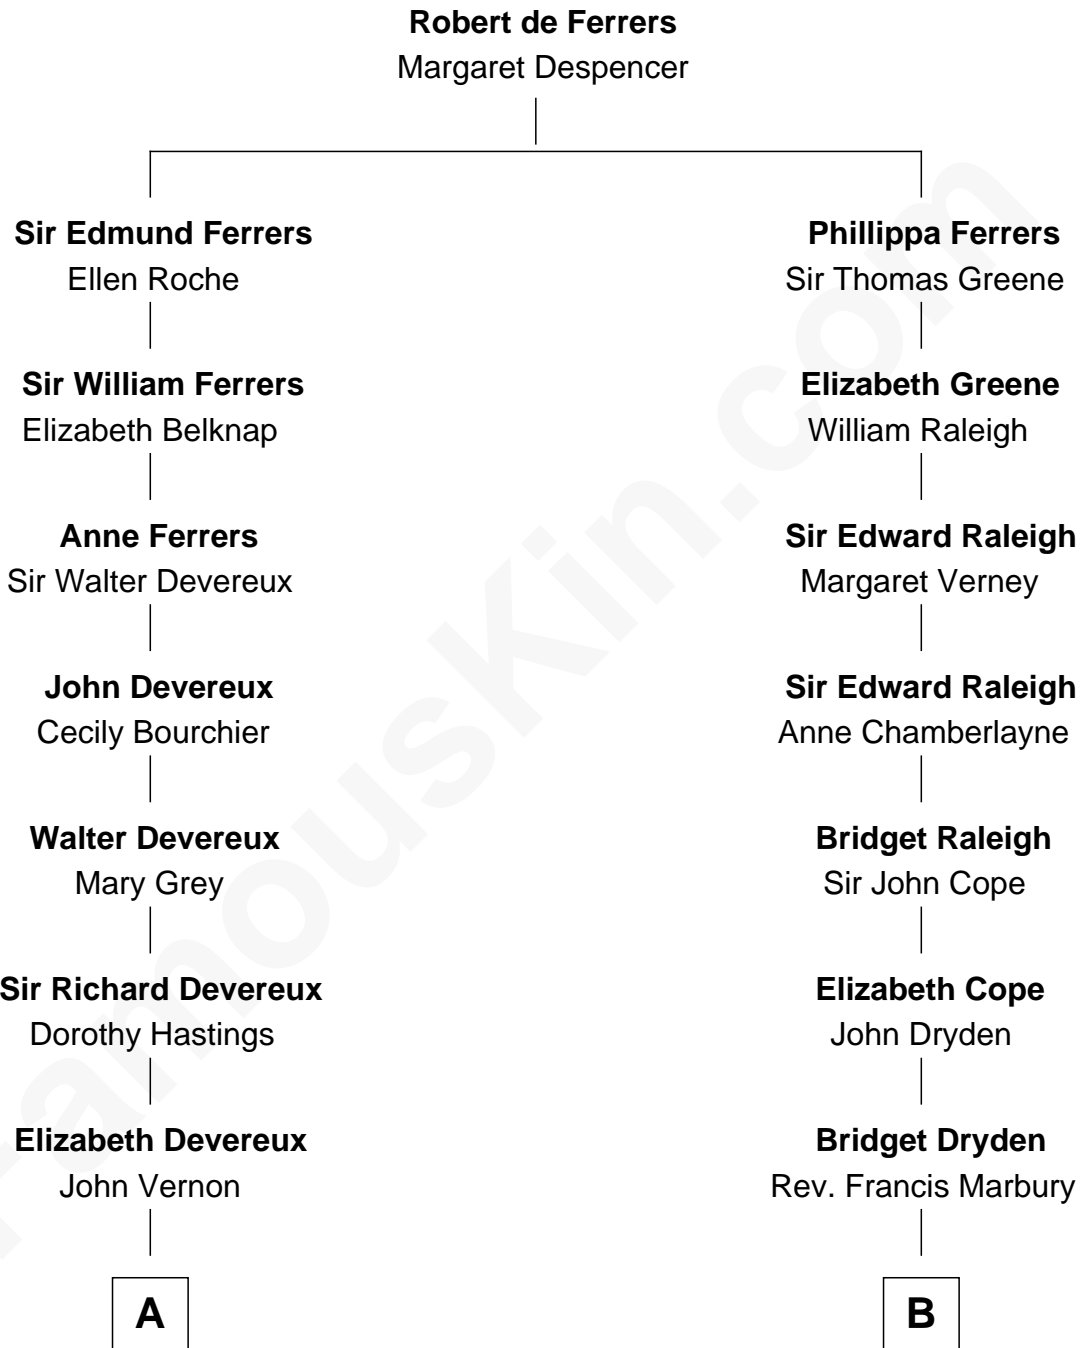 Robert de Ferrers
Margaret Despencer
Sir Edmund Ferrers
Ellen Roche
Phillippa Ferrers
Sir Thomas Greene
Sir William Ferrers
Elizabeth Belknap
Elizabeth Greene
William Raleigh
Anne Ferrers
Sir Walter Devereux
Sir Edward Raleigh
Margaret Verney
John Devereux
Cecily Bourchier
Sir Edward Raleigh
Anne Chamberlayne
Walter Devereux
Mary Grey
Bridget Raleigh
Sir John Cope
Sir Richard Devereux
Dorothy Hastings
Elizabeth Cope
John Dryden
Elizabeth Devereux
John Vernon
Bridget Dryden
Rev. Francis Marbury
A
B
FamousKin.com